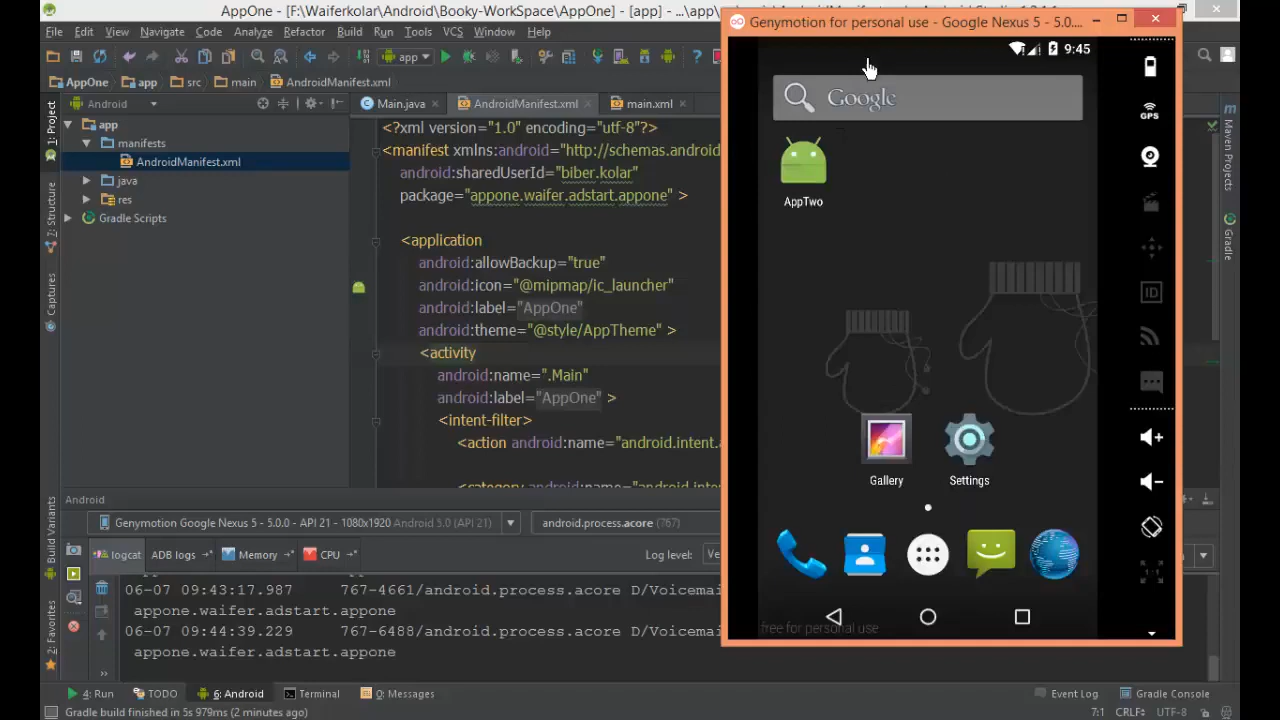 AppOne - [F:\Waiferkolar\Android\Booky-WorkSpace\AppOne] - [app] - ...\app\
Genymotion for personal use - Google Nexus 5 - 5.0....
File Edit View Navigate Code Analyze Refactor Build Run Tools VCS Window Help
app
AppOne app src main AndroidManifest.xml
Android
Main.java AndroidManifest.xml main.xml
1: Project
7: Structure
Captures
Build Variants
2: Favorites
app
manifests
AndroidManifest.xml
java
res
Gradle Scripts
<?xml version="1.0" encoding="utf-8"?>
<manifest xmlns:android="http://schemas.android
android:sharedUserId="biber.kolar"
package="appone.waifer.adstart.appone" >
<application
android:allowBackup="true"
android:icon="@mipmap/ic_launcher"
android:label="AppOne"
android:theme="@style/AppTheme" >
<activity
android:name=".Main"
android:label="AppOne" >
<intent-filter>
<action android:name="android.intent.a
<category android:name="android.inten
9:45
Google
AppTwo
Gallery
Settings
free for personal use
GPS
ID
1:1
Maven Projects
Gradle
Android
Genymotion Google Nexus 5 - 5.0.0 - API 21 - 1080x1920 Android 5.0 (API 21)
android.process.acore (767)
logcat ADB logs Memory CPU Log level: Ve
06-07 09:43:17.987 767-4661/android.process.acore D/Voicemai
appone.waifer.adstart.appone
06-07 09:44:39.229 767-6488/android.process.acore D/Voicemai
appone.waifer.adstart.appone
4: Run TODO 6: Android Terminal 0: Messages Event Log Gradle Console
Gradle build finished in 5s 979ms (2 minutes ago) 7:1 CRLF UTF-8